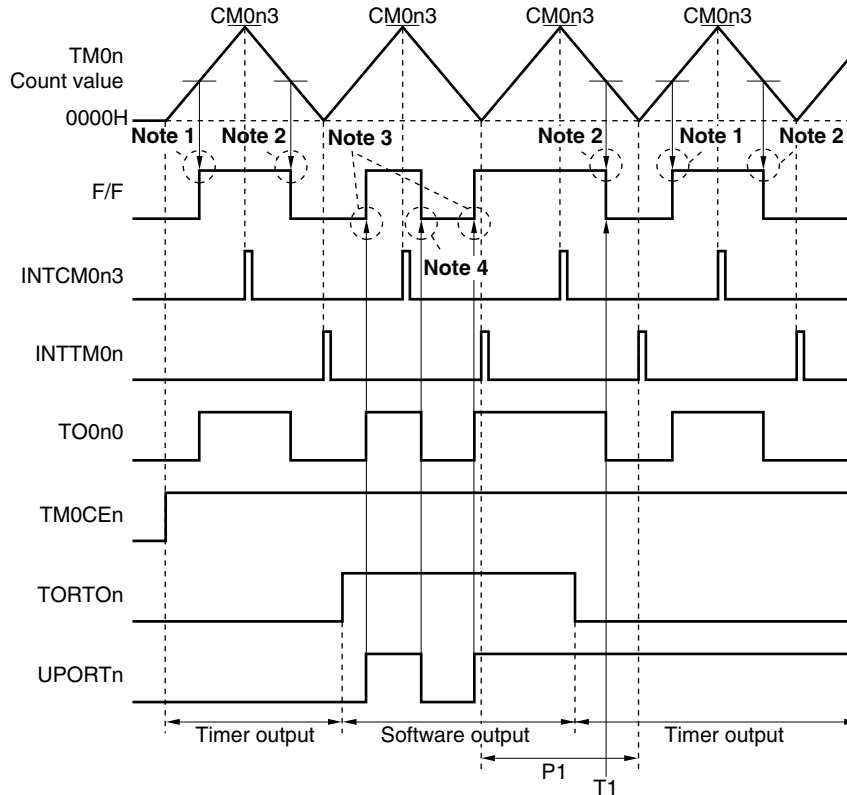 CM0n3 CM0n3 CM0n3 CM0n3
TM0n
Count value
0000H
Note 1 Note 2 Note 3 Note 2 Note 1 Note 2
F/F
Note 4
INTCM0n3
INTTM0n
TO0n0
TM0CEn
TORTOn
UPORTn
Timer output Software output Timer output
P1
T1